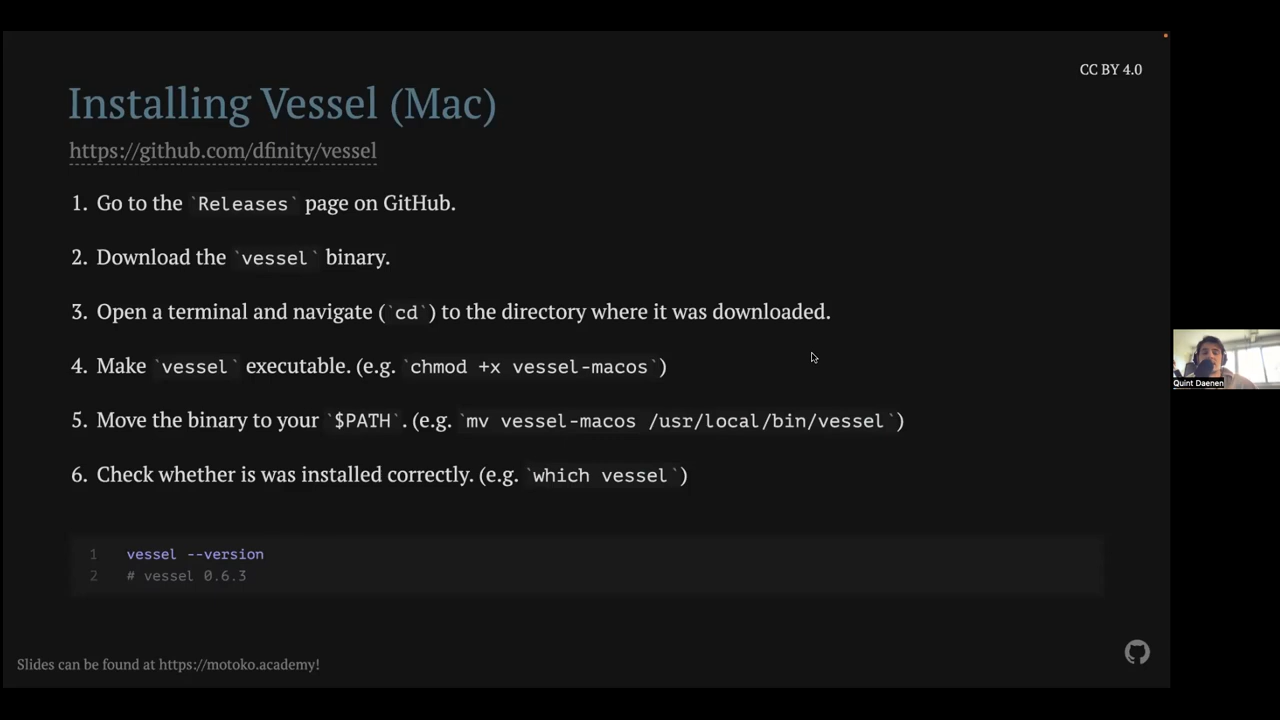 CC BY 4.0
Installing Vessel (Mac)
https://github.com/dfinity/vessel
1. Go to the `Releases` page on GitHub.
2. Download the `vessel` binary.
3. Open a terminal and navigate (`cd`) to the directory where it was downloaded.
4. Make `vessel` executable. (e.g. `chmod +x vessel-macos`)
5. Move the binary to your `$PATH`. (e.g. `mv vessel-macos /usr/local/bin/vessel`)
6. Check whether is was installed correctly. (e.g. `which vessel`)
1 vessel --version
2 # vessel 0.6.3
Slides can be found at https://motoko.academy!
Quint Daenen